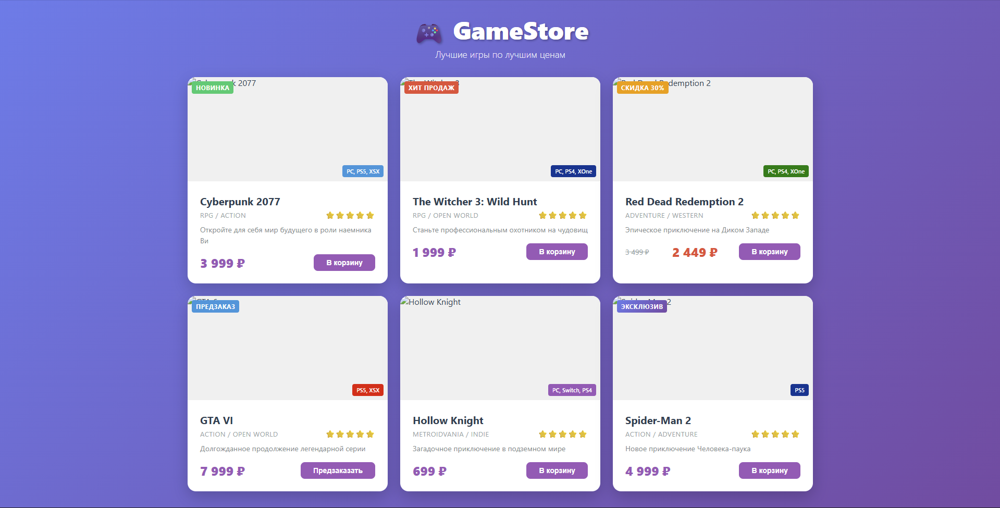 GameStore
Лучшие игры по лучшим ценам
2077
НОВИНКА
PC, PS5, XSX
Cyberpunk 2077
RPG / ACTION
Откройте для себя мир будущего в роли наемника
Ви
3 999 ₽
В корзину
ХИТ ПРОДАЖ
PC, PS4, XOne
The Witcher 3: Wild Hunt
RPG / OPEN WORLD
Станьте профессиональным охотником на чудовищ
1 999 ₽
В корзину
Redemption 2
СКИДКА 30%
PC, PS4, XOne
Red Dead Redemption 2
ADVENTURE / WESTERN
Эпическое приключение на Диком Западе
3 499 ₽ 2 449 ₽
В корзину
ПРЕДЗАКАЗ
PS5, XSX
GTA VI
ACTION / OPEN WORLD
Долгожданное продолжение легендарной серии
7 999 ₽
Предзаказать
Hollow Knight
PC, Switch, PS4
Hollow Knight
METROIDVANIA / INDIE
Загадочное приключение в подземном мире
699 ₽
В корзину
2
ЭКСКЛЮЗИВ
PS5
Spider-Man 2
ACTION / ADVENTURE
Новое приключение Человека-паука
4 999 ₽
В корзину